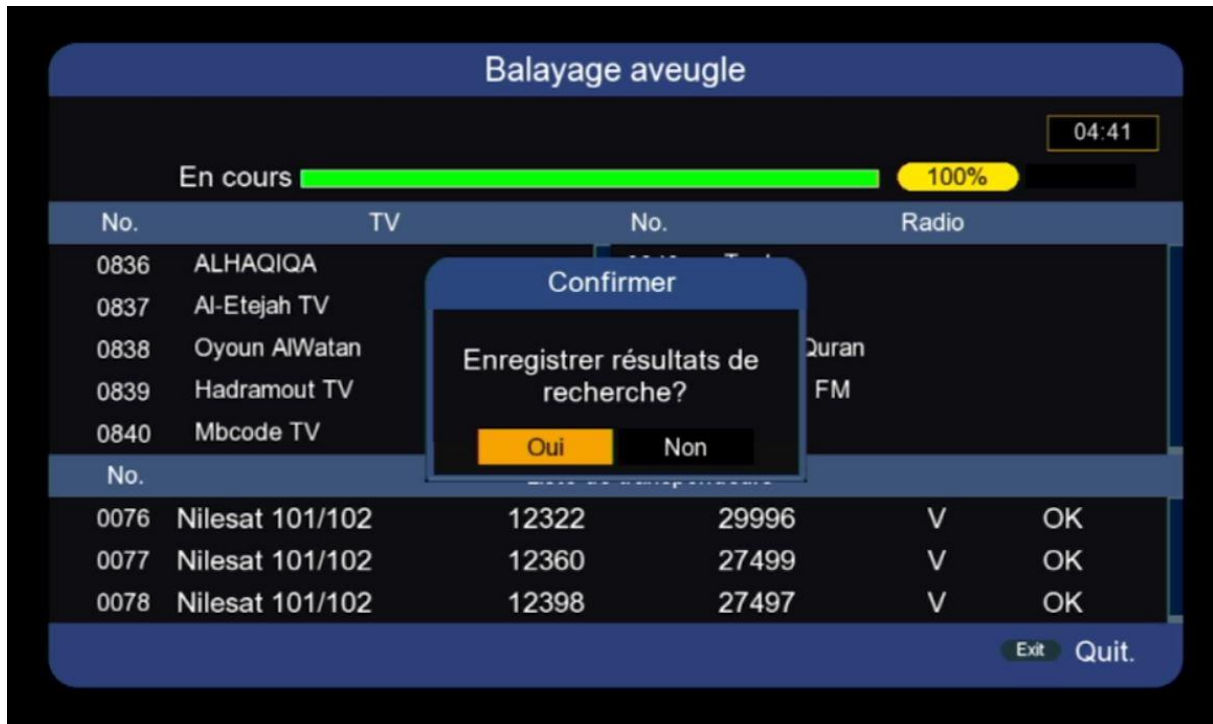 Balayage aveugle
04:41
En cours 100%
No. TV No. Radio
0836 ALHAQIQA
Confirmer
0837 Al-Etejah TV
0838 Oyoun AlWatan Quran
Enregistrer résultats de
0839 Hadramout TV FM
recherche?
0840 Mbcode TV
Oui Non
No.
0076 Nilesat 101/102 12322 29996 V OK
0077 Nilesat 101/102 12360 27499 V OK
0078 Nilesat 101/102 12398 27497 V OK
Exit Quit.